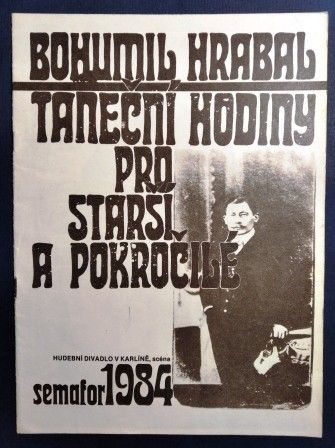 BOHUMIL HRABAL
TANEČNÍ HODINY
PRO
STARŠÍ
A POKROČILÉ
HUDEBNÍ DIVADLO V KARLÍNĚ, scéna
semafor 1984